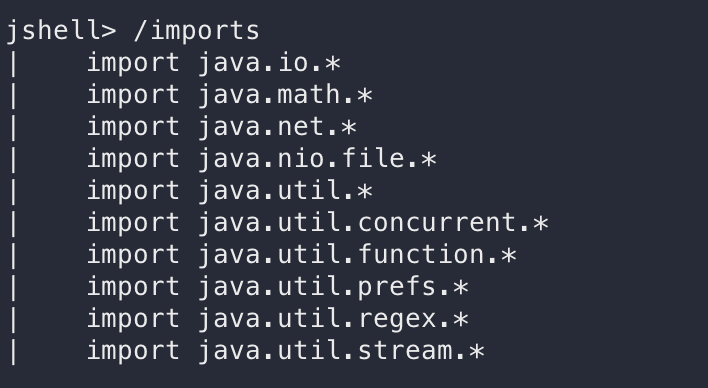 jshell> /imports
|    import java.io.*
|    import java.math.*
|    import java.net.*
|    import java.nio.file.*
|    import java.util.*
|    import java.util.concurrent.*
|    import java.util.function.*
|    import java.util.prefs.*
|    import java.util.regex.*
|    import java.util.stream.*